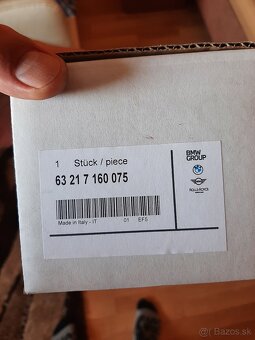 1 Stück / piece
BMW
GROUP
63 21 7 160 075
Made in Italy - IT 01 EF5
Bazos.sk